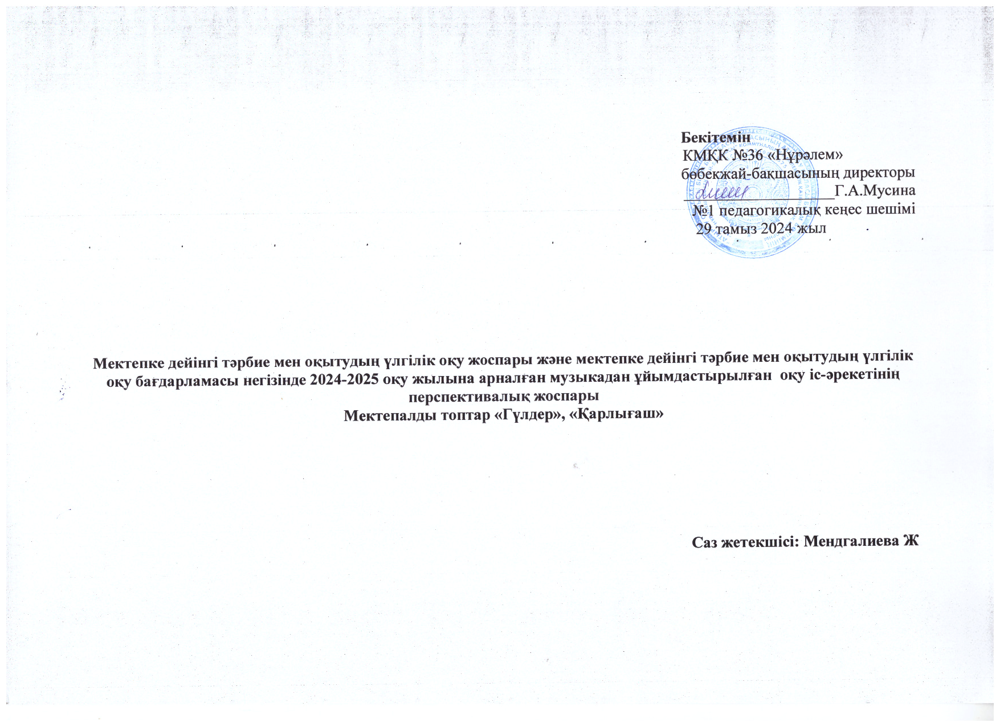 Бекітемін
КМҚК №36 «Нұрәлем»
бөбекжай-бақшасының директоры
___________________Г.А.Мусина
№1 педагогикалық кеңес шешімі
29 тамыз 2024 жыл
Мектепке дейінгі тәрбие мен оқытудың үлгілік оқу жоспары және мектепке дейінгі тәрбие мен оқытудың үлгілік
оқу бағдарламасы негізінде 2024-2025 оқу жылына арналған музыкадан ұйымдастырылған оқу іс-әрекетінің
перспективалық жоспары
Мектепалды топтар «Гүлдер», «Қарлығаш»
Саз жетекшісі: Мендгалиева Ж